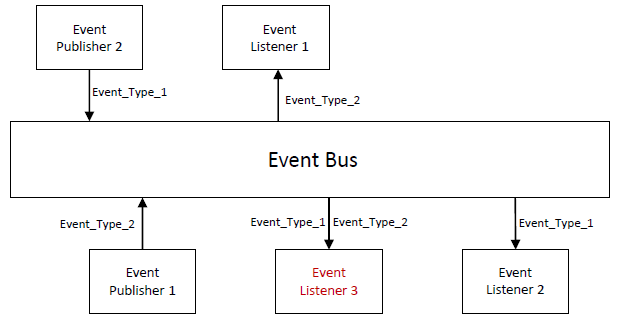 Event
Publisher 2
Event
Listener 1
Event_Type_1
Event_Type_2
Event Bus
Event_Type_2
Event_Type_1
Event_Type_2
Event_Type_1
Event
Publisher 1
Event
Listener 3
Event
Listener 2